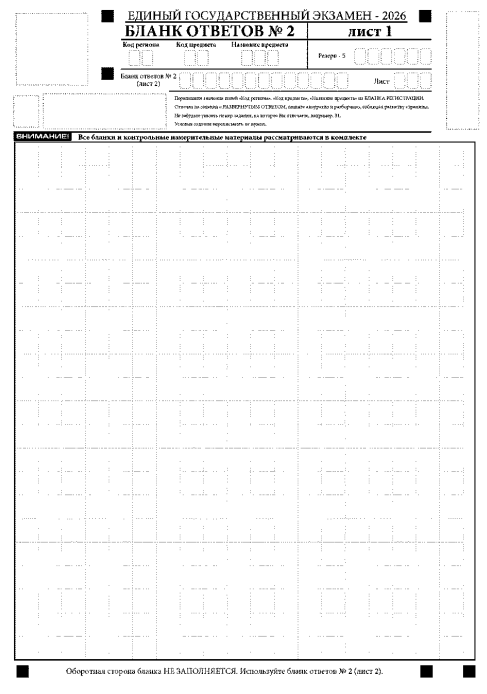 ЕДИНЫЙ ГОСУДАРСТВЕННЫЙ ЭКЗАМЕН - 2026
БЛАНК ОТВЕТОВ № 2
лист 1
Код региона Код предмета Название предмета
Резерв - 5
Бланк ответов № 2
(лист 2)
Лист
Перепишите значения полей «Код региона», «Код предмета», «Название предмета» из БЛАНКА РЕГИСТРАЦИИ.
Отвечая на задания с РАЗВЕРНУТЫМ ОТВЕТОМ, пишите аккуратно и разборчиво, соблюдая разметку страницы.
Не забудьте указать номер задания, на которое Вы отвечаете, например, 31.
Условия задания переписывать не нужно.
ВНИМАНИЕ! Все бланки и контрольные измерительные материалы рассматриваются в комплекте
Оборотная сторона бланка НЕ ЗАПОЛНЯЕТСЯ. Используйте бланк ответов № 2 (лист 2).